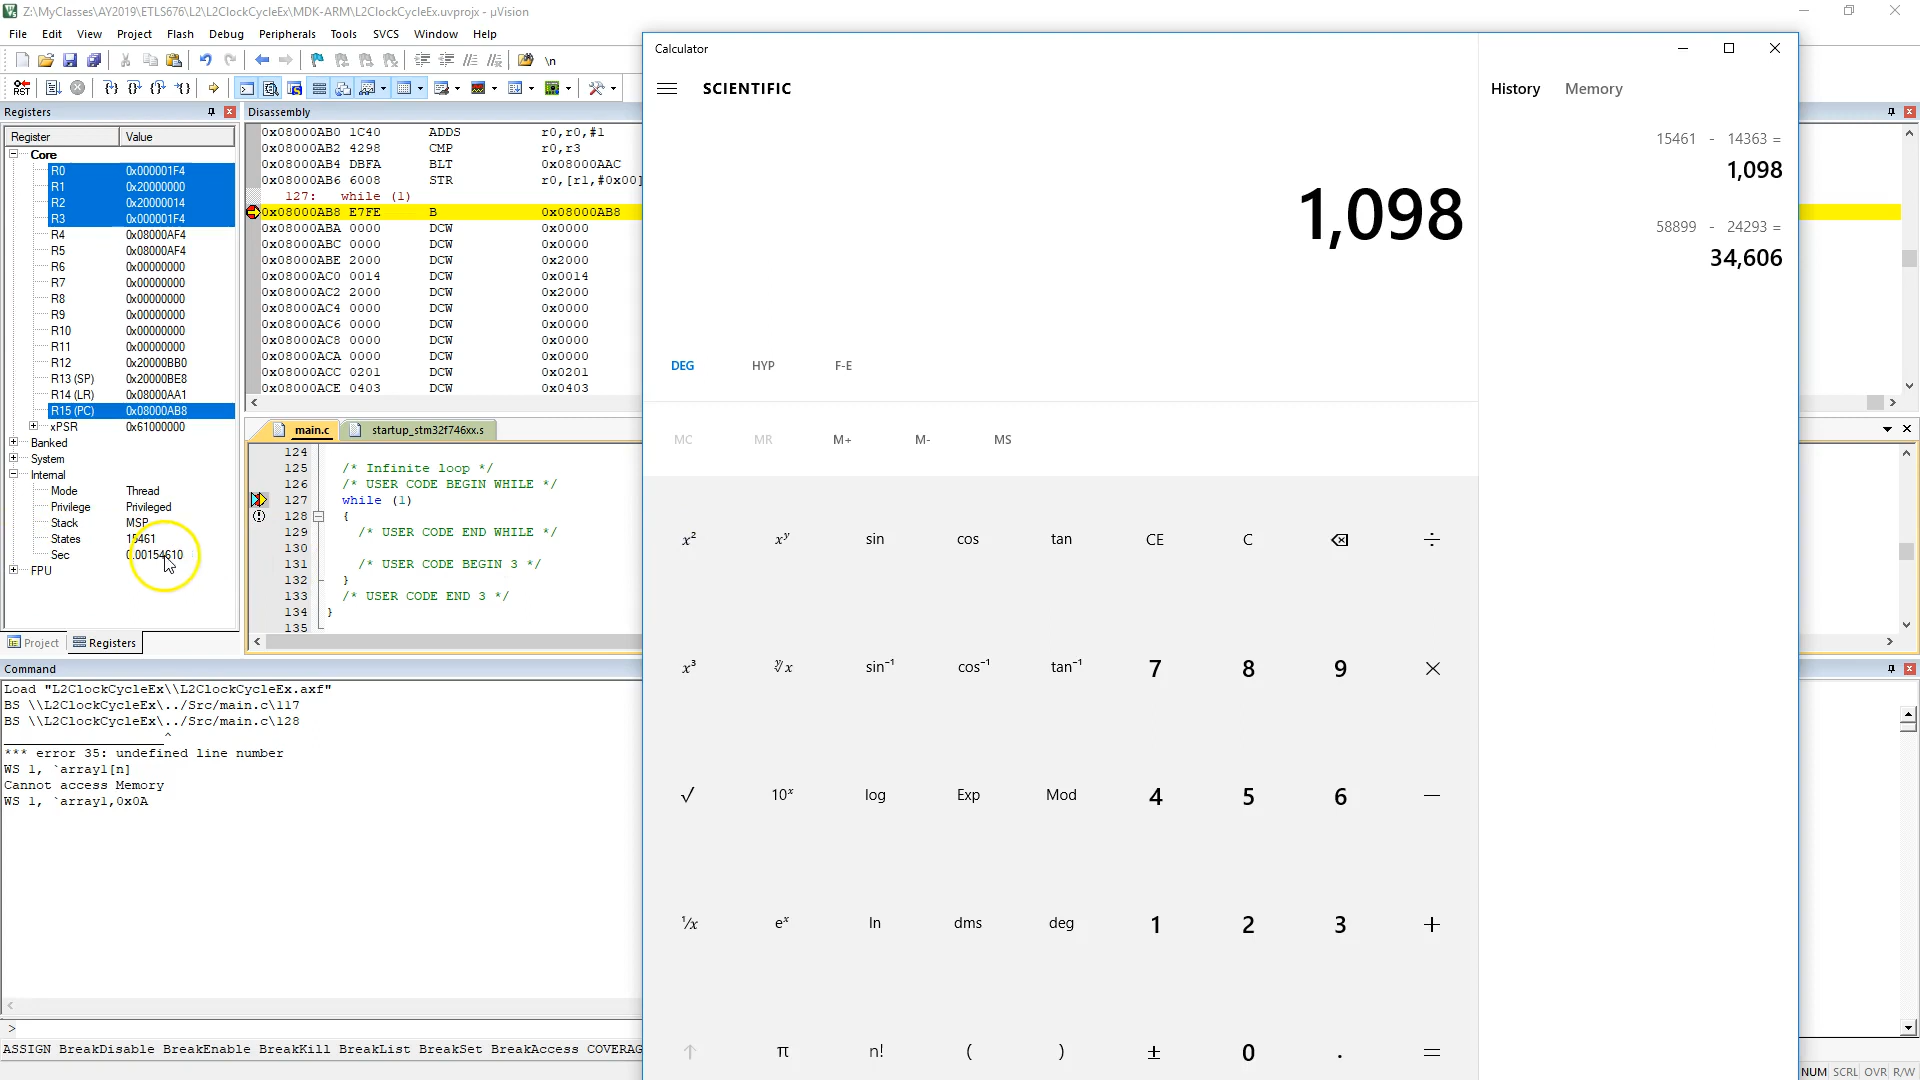 Z:\MyClasses\AY2019\ETLS676\L2\L2ClockCycleEx\MDK-ARM\L2ClockCycleEx.uvprojx - µVision
File Edit View Project Flash Debug Peripherals Tools SVCS Window Help
Registers
Register Value
Core
R0 0x000001F4
R1 0x20000000
R2 0x20000014
R3 0x000001F4
R4 0x08000AF4
R5 0x08000AF4
R6 0x00000000
R7 0x00000000
R8 0x00000000
R9 0x00000000
R10 0x00000000
R11 0x00000000
R12 0x20000BB0
R13 (SP) 0x20000BE8
R14 (LR) 0x08000AA1
R15 (PC) 0x08000AB8
xPSR 0x61000000
Banked
System
Internal
Mode Thread
Privilege Privileged
Stack MSP
States 15461
Sec 0.00154610
FPU
Project Registers
Disassembly
0x08000AB0 1C40 ADDS r0,r0,#1
0x08000AB2 4298 CMP r0,r3
0x08000AB4 DBFA BLT 0x08000AAC
0x08000AB6 6008 STR r0,[r1,#0x00]
127: while (1)
0x08000AB8 E7FE B 0x08000AB8
0x08000ABA 0000 DCW 0x0000
0x08000ABC 0000 DCW 0x0000
0x08000ABE 2000 DCW 0x2000
0x08000AC0 0014 DCW 0x0014
0x08000AC2 2000 DCW 0x2000
0x08000AC4 0000 DCW 0x0000
0x08000AC6 0000 DCW 0x0000
0x08000AC8 0000 DCW 0x0000
0x08000ACA 0000 DCW 0x0000
0x08000ACC 0201 DCW 0x0201
0x08000ACE 0403 DCW 0x0403
main.c startup_stm32f746xx.s
124
125 /* Infinite loop */
126 /* USER CODE BEGIN WHILE */
127 while (1)
128 {
129 /* USER CODE END WHILE */
130
131 /* USER CODE BEGIN 3 */
132 }
133 /* USER CODE END 3 */
134 }
135
Command
Load "L2ClockCycleEx\\L2ClockCycleEx.axf"
BS \\L2ClockCycleEx\../Src/main.c\117
BS \\L2ClockCycleEx\../Src/main.c\128
______________________^
*** error 35: undefined line number
WS 1, `array1[n]
Cannot access Memory
WS 1, `array1,0x0A
>
ASSIGN BreakDisable BreakEnable BreakKill BreakList BreakSet BreakAccess COVERAG
Calculator
SCIENTIFIC
1,098
DEG HYP F-E
MC MR M+ M- MS
x² xʸ sin cos tan CE C ⌫ ÷
x³ ʸ√x sin⁻¹ cos⁻¹ tan⁻¹ 7 8 9 ×
√ 10ˣ log Exp Mod 4 5 6 −
¹/x eˣ ln dms deg 1 2 3 +
↑ π n! ( ) ± 0 . =
History Memory
15461 - 14363 =
1,098
58899 - 24293 =
34,606
NUM SCRL OVR R/W